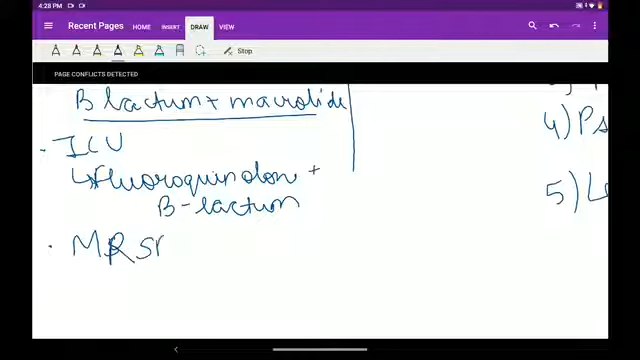 4:28 PM
Recent Pages HOME INSERT DRAW VIEW
Stop
PAGE CONFLICTS DETECTED
B lactum + macrolide
• ICU
↳ Fluoroquinolon +
B-lactum
• MRS
4) Ps
5) L